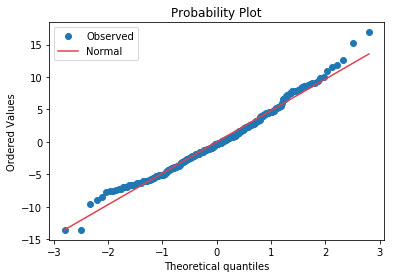 Probability Plot
Observed
Normal
Ordered Values
15
10
5
0
−5
−10
−15
−3
−2
−1
0
1
2
3
Theoretical quantiles